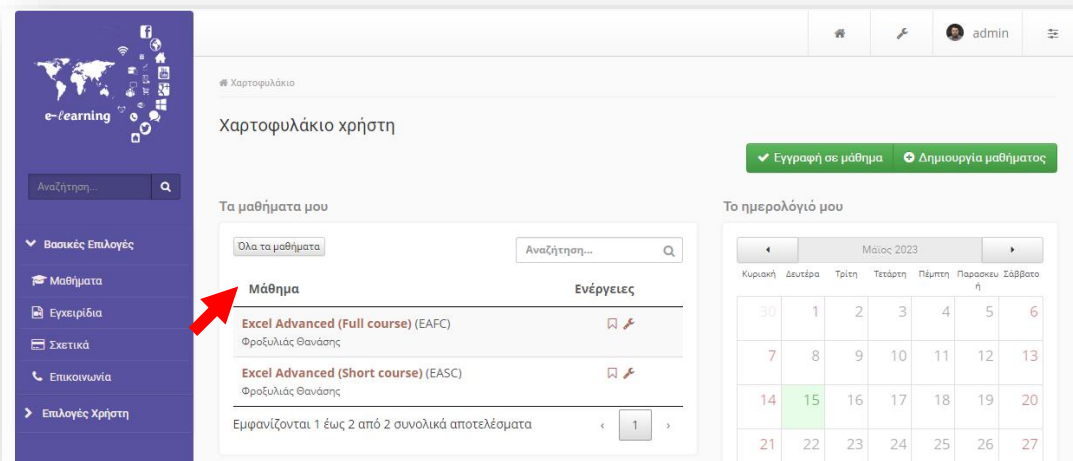 e-learning
Αναζήτηση...
Βασικές Επιλογές
Μαθήματα
Εγχειρίδια
Σχετικά
Επικοινωνία
Επιλογές Χρήστη
admin
Χαρτοφυλάκιο
Χαρτοφυλάκιο χρήστη
Εγγραφή σε μάθημα Δημιουργία μαθήματος
Τα μαθήματα μου
Όλα τα μαθήματα Αναζήτηση...
Μάθημα Ενέργειες
Excel Advanced (Full course) (EAFC)
Φροξυλιάς Θανάσης
Excel Advanced (Short course) (EASC)
Φροξυλιάς Θανάσης
Εμφανίζονται 1 έως 2 από 2 συνολικά αποτελέσματα ‹ 1 ›
Το ημερολόγιό μου
Μάϊος 2023
Κυριακή Δευτέρα Τρίτη Τετάρτη Πέμπτη Παρασκευή Σάββατο
30 1 2 3 4 5 6
7 8 9 10 11 12 13
14 15 16 17 18 19 20
21 22 23 24 25 26 27